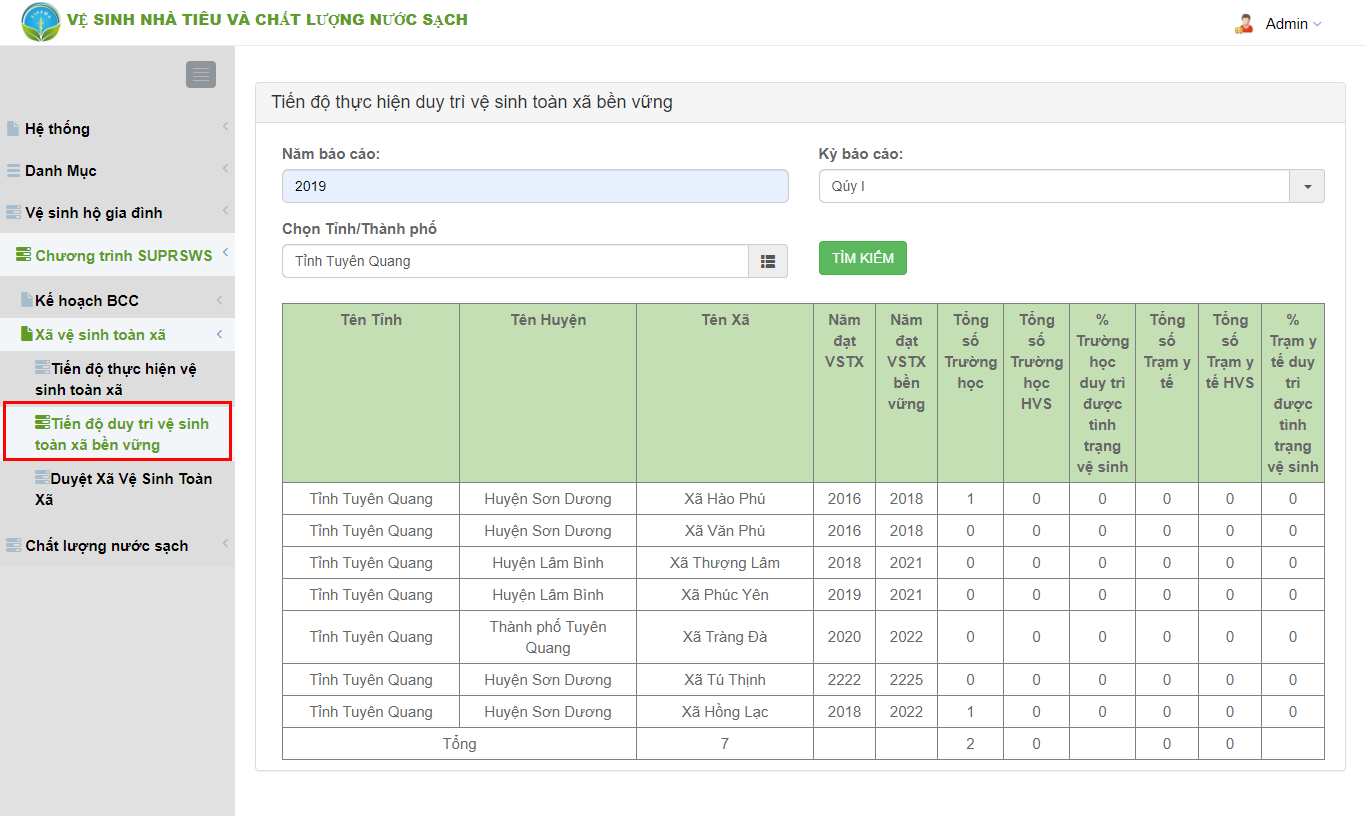 VỆ SINH NHÀ TIÊU VÀ CHẤT LƯỢNG NƯỚC SẠCH
Admin
Hệ thống
Danh Mục
Vệ sinh hộ gia đình
Chương trình SUPRSWS
Kế hoạch BCC
Xã vệ sinh toàn xã
Tiến độ thực hiện vệ
sinh toàn xã
Tiến độ duy trì vệ sinh
toàn xã bền vững
Duyệt Xã Vệ Sinh Toàn
Xã
Chất lượng nước sạch
Tiến độ thực hiện duy trì vệ sinh toàn xã bền vững
Năm báo cáo:
2019
Kỳ báo cáo:
Qúy I
Chọn Tỉnh/Thành phố
Tỉnh Tuyên Quang
TÌM KIẾM
Tên Tỉnh
Tên Huyện
Tên Xã
Năm
đạt
VSTX
Năm
đạt
VSTX
bền
vững
Tổng
số
Trường
học
Tổng
số
Trường
học
HVS
%
Trường
học
duy trì
được
tình
trạng
vệ sinh
Tổng
số
Trạm y
tế
Tổng
số
Trạm y
tế HVS
%
Trạm y
tế duy
trì
được
tình
trạng
vệ sinh
Tỉnh Tuyên Quang Huyện Sơn Dương Xã Hào Phú 2016 2018 1 0 0 0 0 0
Tỉnh Tuyên Quang Huyện Sơn Dương Xã Văn Phú 2016 2018 0 0 0 0 0 0
Tỉnh Tuyên Quang Huyện Lâm Bình Xã Thượng Lâm 2018 2021 0 0 0 0 0 0
Tỉnh Tuyên Quang Huyện Lâm Bình Xã Phúc Yên 2019 2021 0 0 0 0 0 0
Tỉnh Tuyên Quang Thành phố Tuyên
Quang Xã Tràng Đà 2020 2022 0 0 0 0 0 0
Tỉnh Tuyên Quang Huyện Sơn Dương Xã Tú Thịnh 2222 2225 0 0 0 0 0 0
Tỉnh Tuyên Quang Huyện Sơn Dương Xã Hồng Lạc 2018 2022 1 0 0 0 0 0
Tổng 7 2 0 0 0